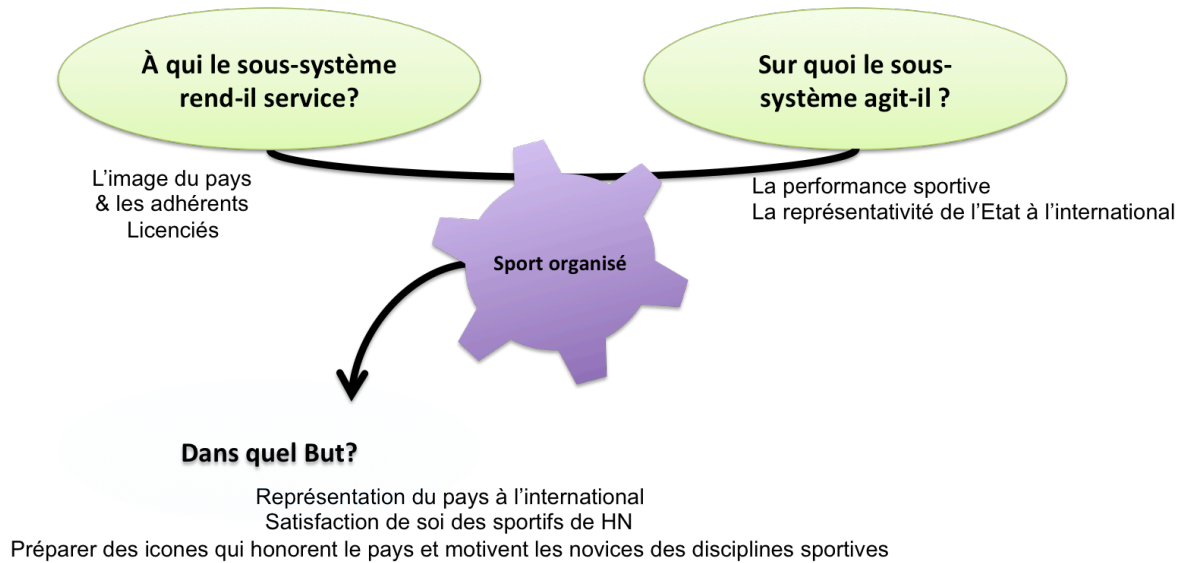 À qui le sous-système
rend-il service?
Sur quoi le sous-
système agit-il ?
L’image du pays
& les adhérents
Licenciés
La performance sportive
La représentativité de l’Etat à l’international
Sport organisé
Dans quel But?
Représentation du pays à l’international
Satisfaction de soi des sportifs de HN
Préparer des icones qui honorent le pays et motivent les novices des disciplines sportives